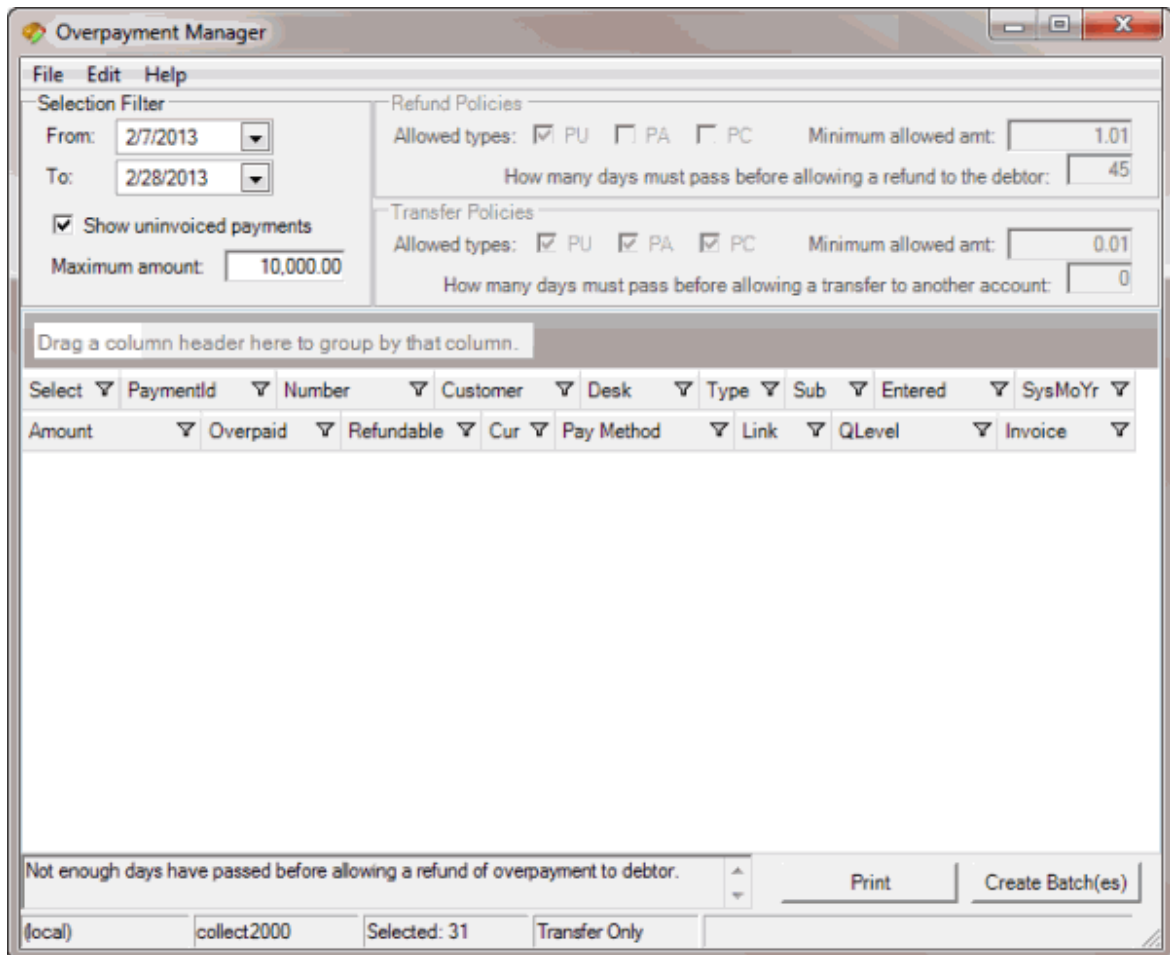 Overpayment Manager
File Edit Help
Selection Filter
From: 2/7/2013
To: 2/28/2013
Show uninvoiced payments
Maximum amount: 10,000.00
Refund Policies
Allowed types: PU PA PC Minimum allowed amt: 1.01
How many days must pass before allowing a refund to the debtor: 45
Transfer Policies
Allowed types: PU PA PC Minimum allowed amt: 0.01
How many days must pass before allowing a transfer to another account: 0
Drag a column header here to group by that column.
Select PaymentId Number Customer Desk Type Sub Entered SysMoYr
Amount Overpaid Refundable Cur Pay Method Link QLevel Invoice
Not enough days have passed before allowing a refund of overpayment to debtor.
Print Create Batch(es)
(local) collect2000 Selected: 31 Transfer Only